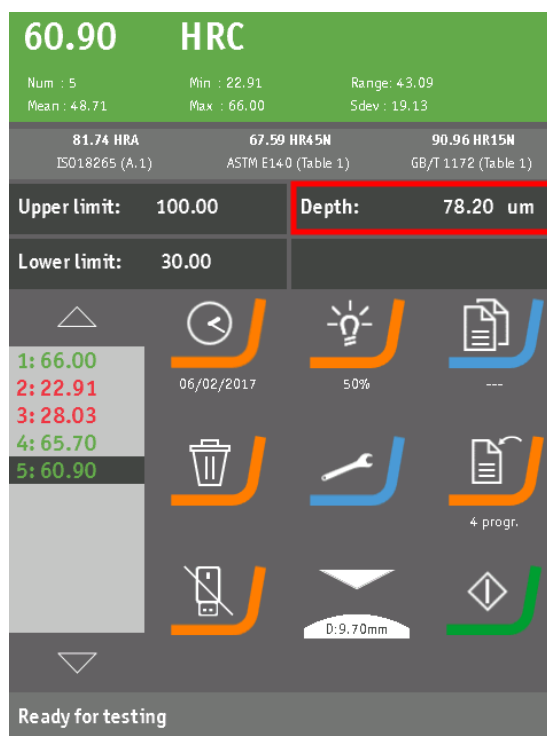 60.90 HRC
Num : 5 Min : 22.91 Range: 43.09
Mean : 48.71 Max : 66.00 Sdev : 19.13
81.74 HRA 67.59 HR45N 90.96 HR15N
ISO18265 (A.1) ASTM E140 (Table 1) GB/T 1172 (Table 1)
Upper limit: 100.00 Depth: 78.20 um
Lower limit: 30.00
1: 66.00
2: 22.91
3: 28.03
4: 65.70
5: 60.90
06/02/2017 50% ---
4 progr.
D:9.70mm
Ready for testing